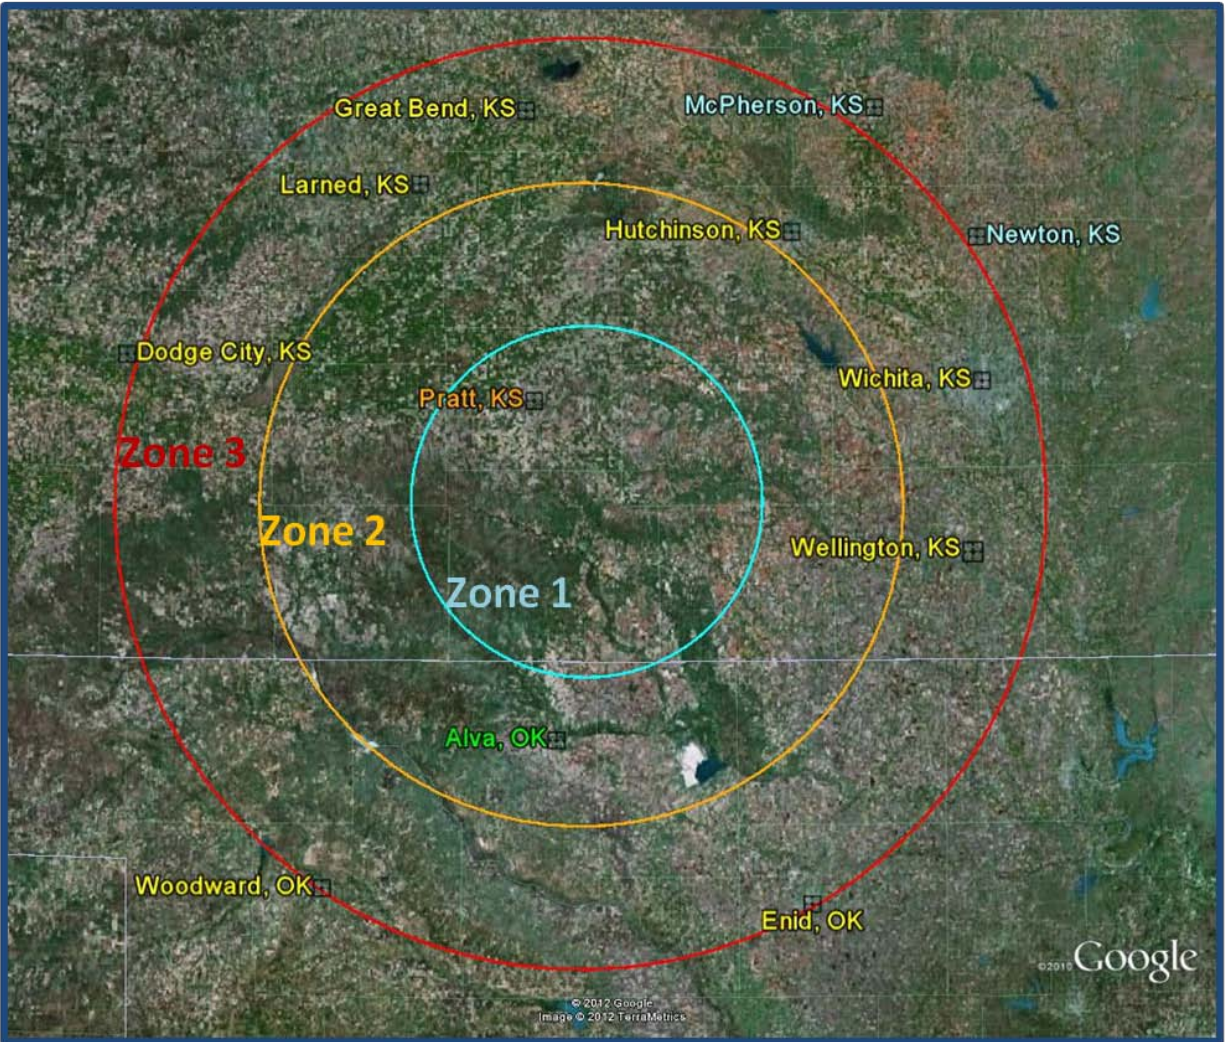 Great Bend, KS
McPherson, KS
Larned, KS
Hutchinson, KS
Newton, KS
Dodge City, KS
Wichita, KS
Pratt, KS
Zone 3
Zone 2
Wellington, KS
Zone 1
Alva, OK
Woodward, OK
Enid, OK
©2010 Google
© 2012 Google
Image © 2012 TerraMetrics